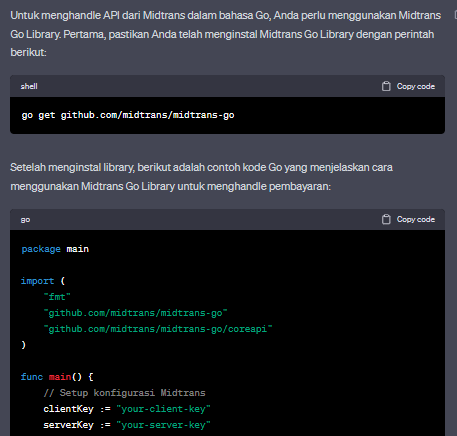 Untuk menghandle API dari Midtrans dalam bahasa Go, Anda perlu menggunakan Midtrans
Go Library. Pertama, pastikan Anda telah menginstal Midtrans Go Library dengan perintah
berikut:
shell
Copy code
go get github.com/midtrans/midtrans-go
Setelah menginstal library, berikut adalah contoh kode Go yang menjelaskan cara
menggunakan Midtrans Go Library untuk menghandle pembayaran:
go
Copy code
package main
import (
"fmt"
"github.com/midtrans/midtrans-go"
"github.com/midtrans/midtrans-go/coreapi"
)
func main() {
// Setup konfigurasi Midtrans
clientKey := "your-client-key"
serverKey := "your-server-key"